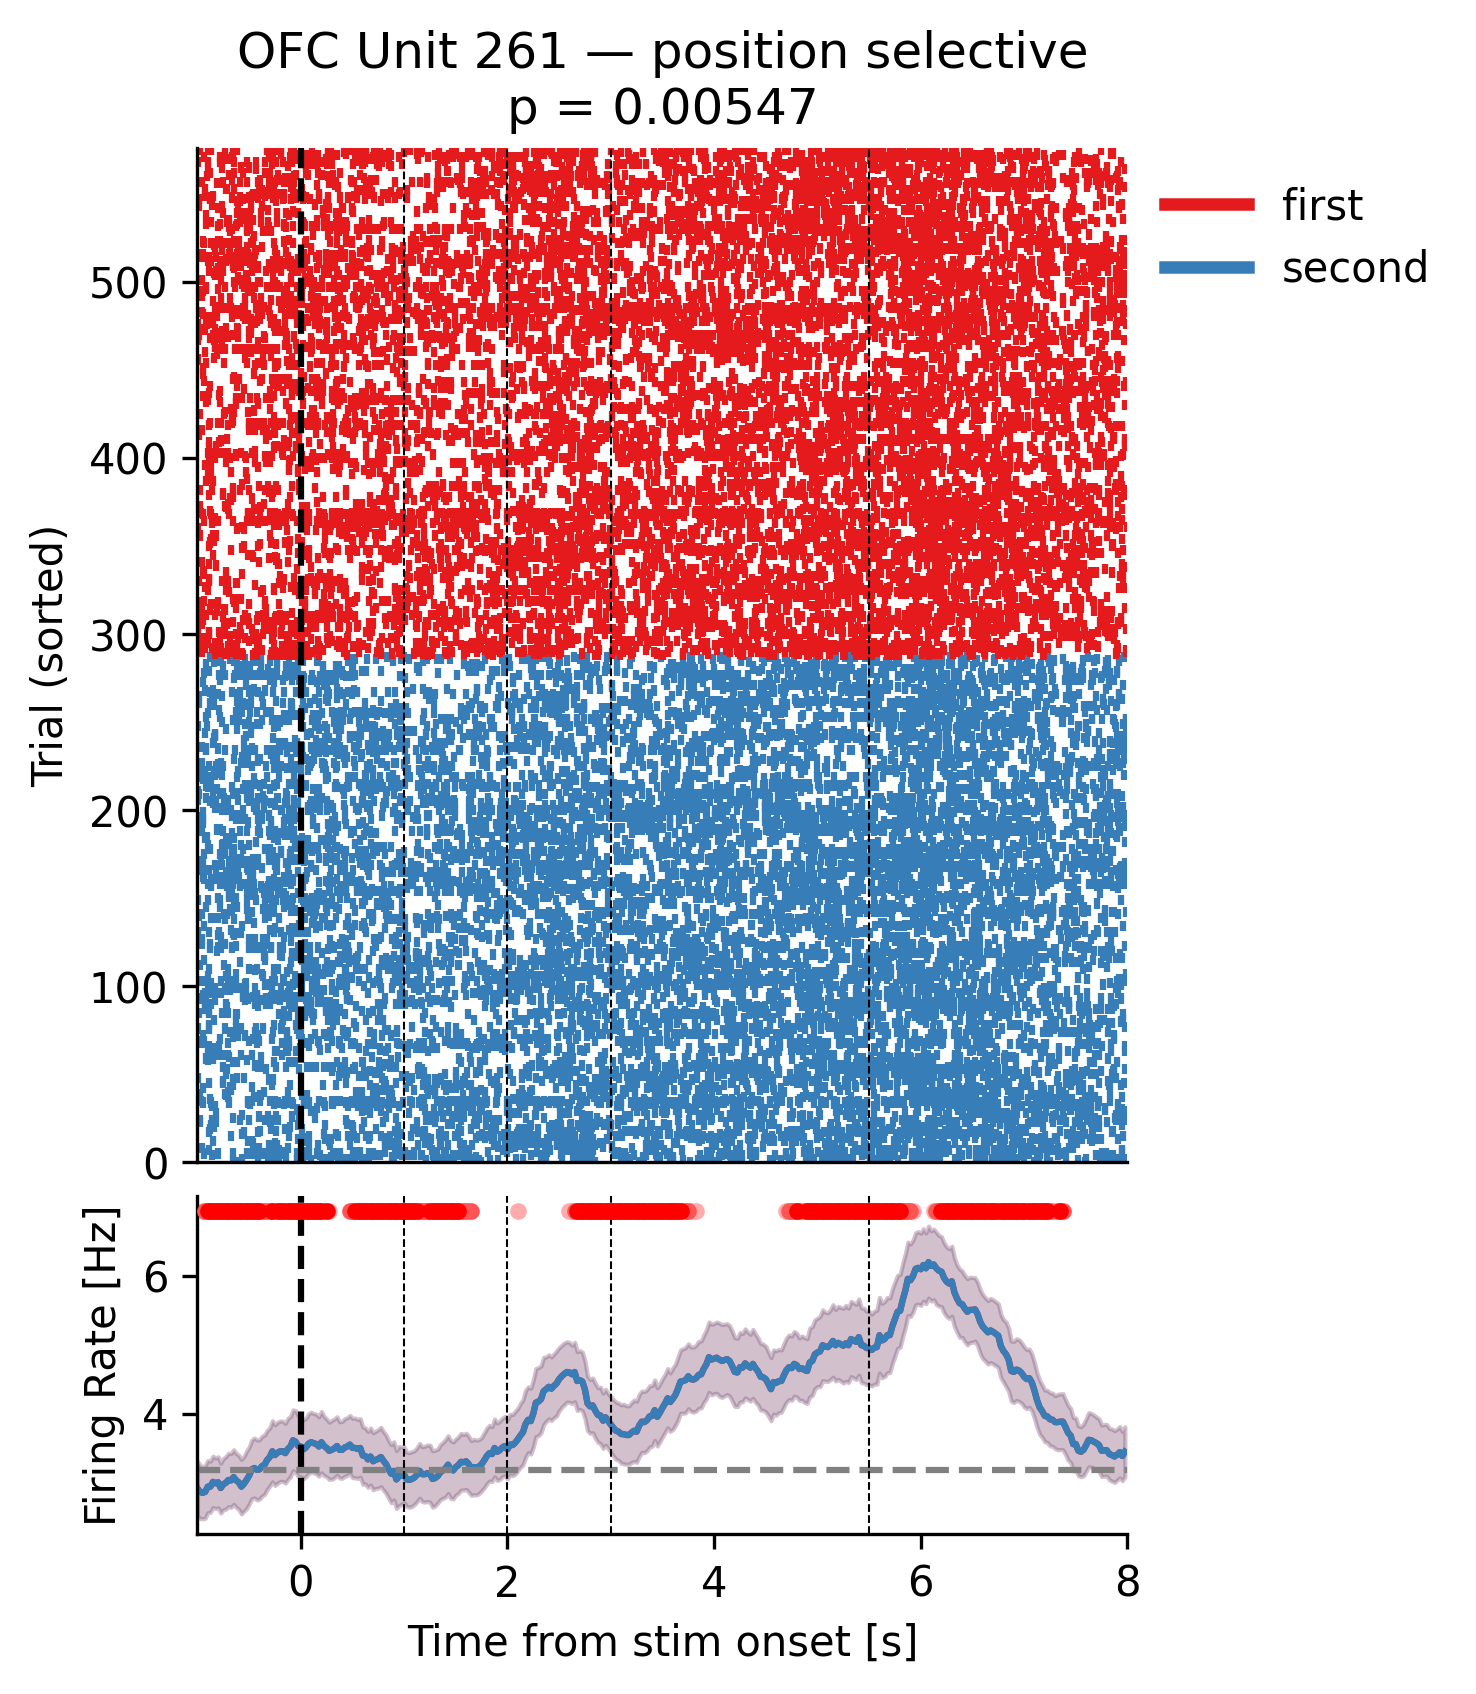 OFC Unit 261 — position selective
p = 0.00547
first
second
Trial (sorted)
500
400
300
200
100
0
Firing Rate [Hz]
6
4
0 2 4 6 8
Time from stim onset [s]